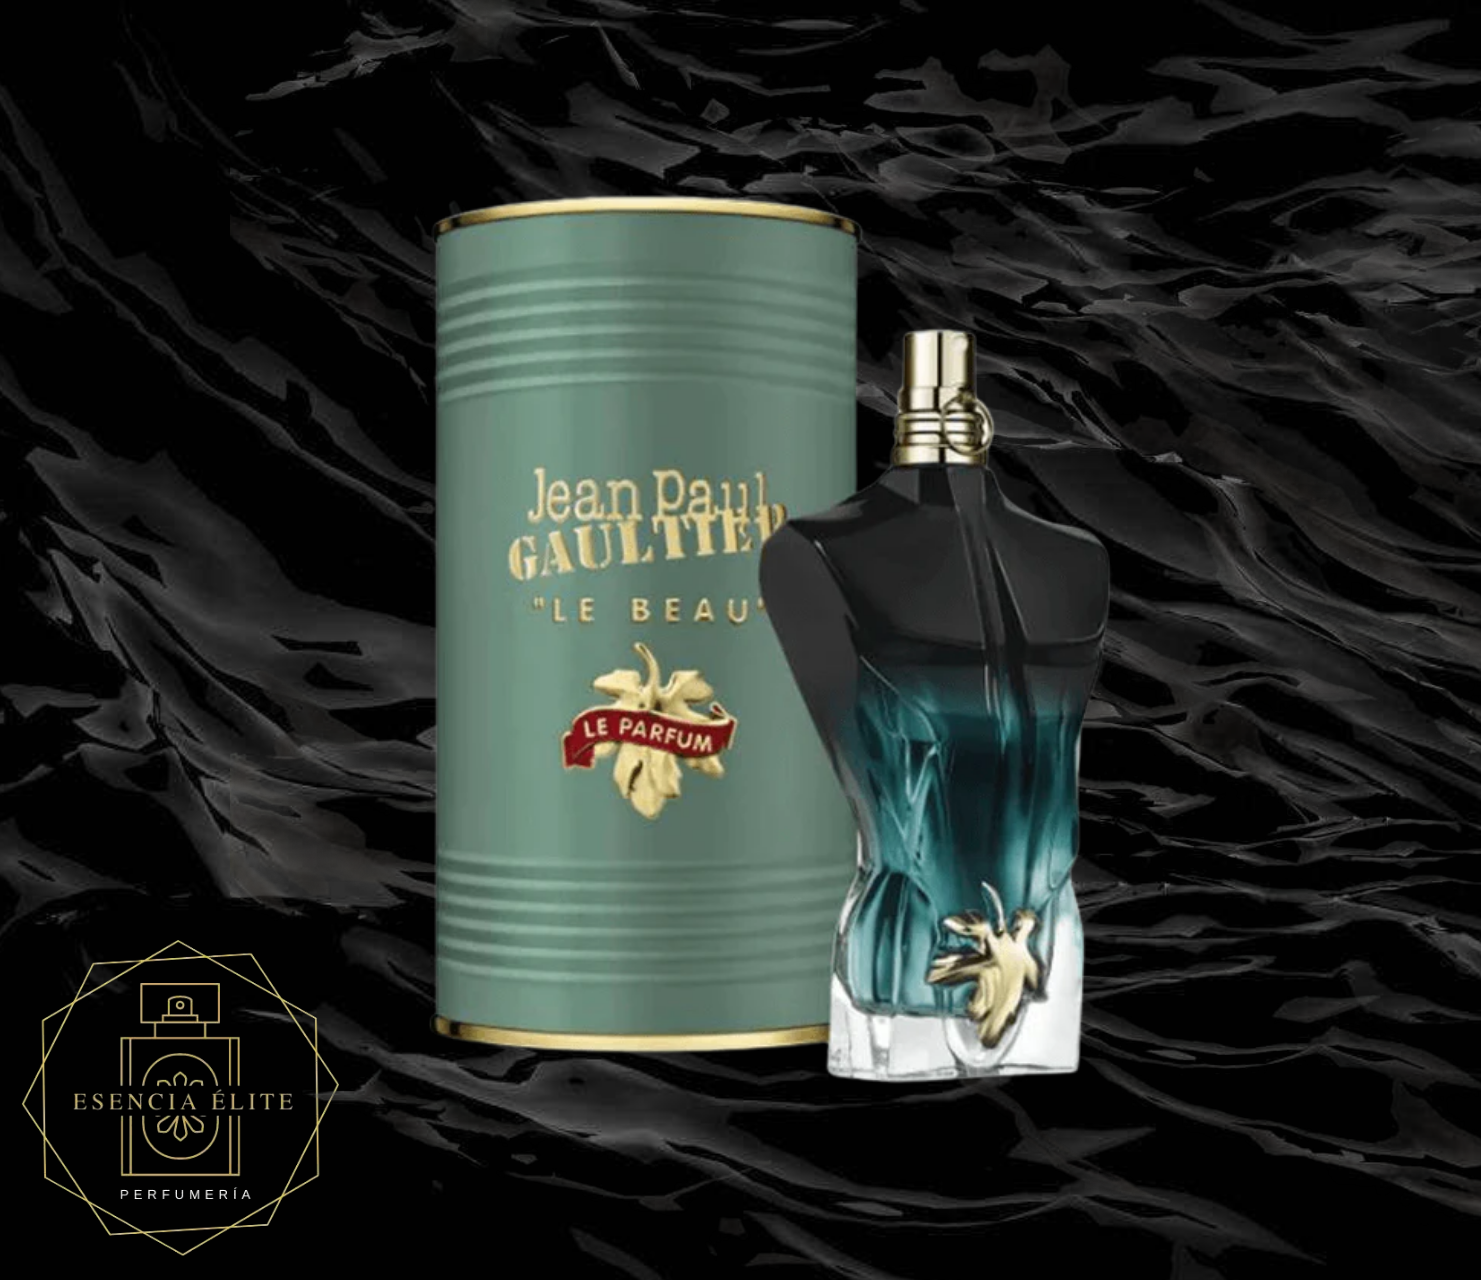 Jean Paul
GAULTIER
"LE BEAU"
LE PARFUM
ESENCIA ÉLITE
PERFUMERÍA